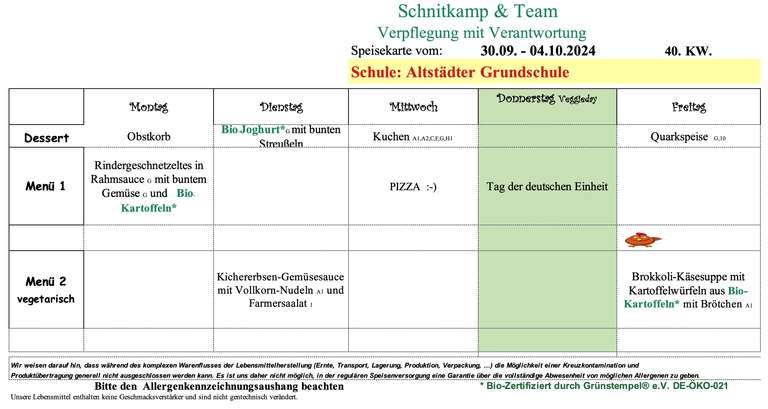 Schnitkamp & Team
Verpflegung mit Verantwortung
Speisekarte vom: 30.09. - 04.10.2024 40. KW.
Schule: Altstädter Grundschule
Montag Dienstag Mittwoch Donnerstag Veggieday Freitag
Dessert
Obstkorb
Bio-Joghurt*G mit bunten
Streußeln
Kuchen A1,A2,C,F,G,H1
Quarkspeise G,10
Menü 1
Rindergeschnetzeltes in
Rahmsauce G mit buntem
Gemüse G und Bio-
Kartoffeln*
PIZZA :-)
Tag der deutschen Einheit
Menü 2
vegetarisch
Kichererbsen-Gemüsesauce
mit Vollkorn-Nudeln A1 und
Farmersaalat 1
Brokkoli-Käsesuppe mit
Kartoffelwürfeln aus Bio-
Kartoffeln* mit Brötchen A1
Wir weisen darauf hin, dass während des komplexen Warenflusses der Lebensmittelherstellung (Ernte, Transport, Lagerung, Produktion, Verpackung, …) die Möglichkeit einer Kreuzkontamination und
Produktübertragung generell nicht ausgeschlossen werden kann. Es ist uns daher nicht möglich, in der regulären Speisenversorgung eine Garantie über die vollständige Abwesenheit von möglichen Allergenen zu geben.
Bitte den Allergenkennzeichnungsaushang beachten * Bio-Zertifiziert durch Grünstempel® e.V. DE-ÖKO-021
Unsere Lebensmittel enthalten keine Geschmacksverstärker und sind nicht gentechnisch verändert.